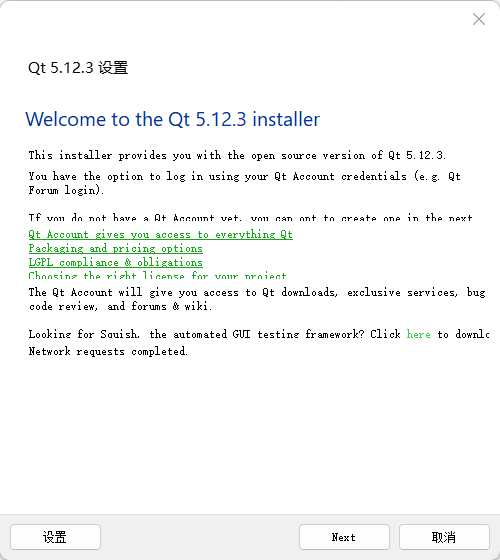 Qt 5.12.3 设置
Welcome to the Qt 5.12.3 installer
This installer provides you with the open source version of Qt 5.12.3.
You have the option to log in using your Qt Account credentials (e.g. Qt
Forum login).
If you do not have a Qt Account yet, you can opt to create one in the next
Qt Account gives you access to everything Qt
Packaging and pricing options
LGPL compliance & obligations
Choosing the right license for your project
The Qt Account will give you access to Qt downloads, exclusive services, bug
code review, and forums & wiki.
Looking for Squish, the automated GUI testing framework? Click here to downlo
Network requests completed.
设置
Next
取消